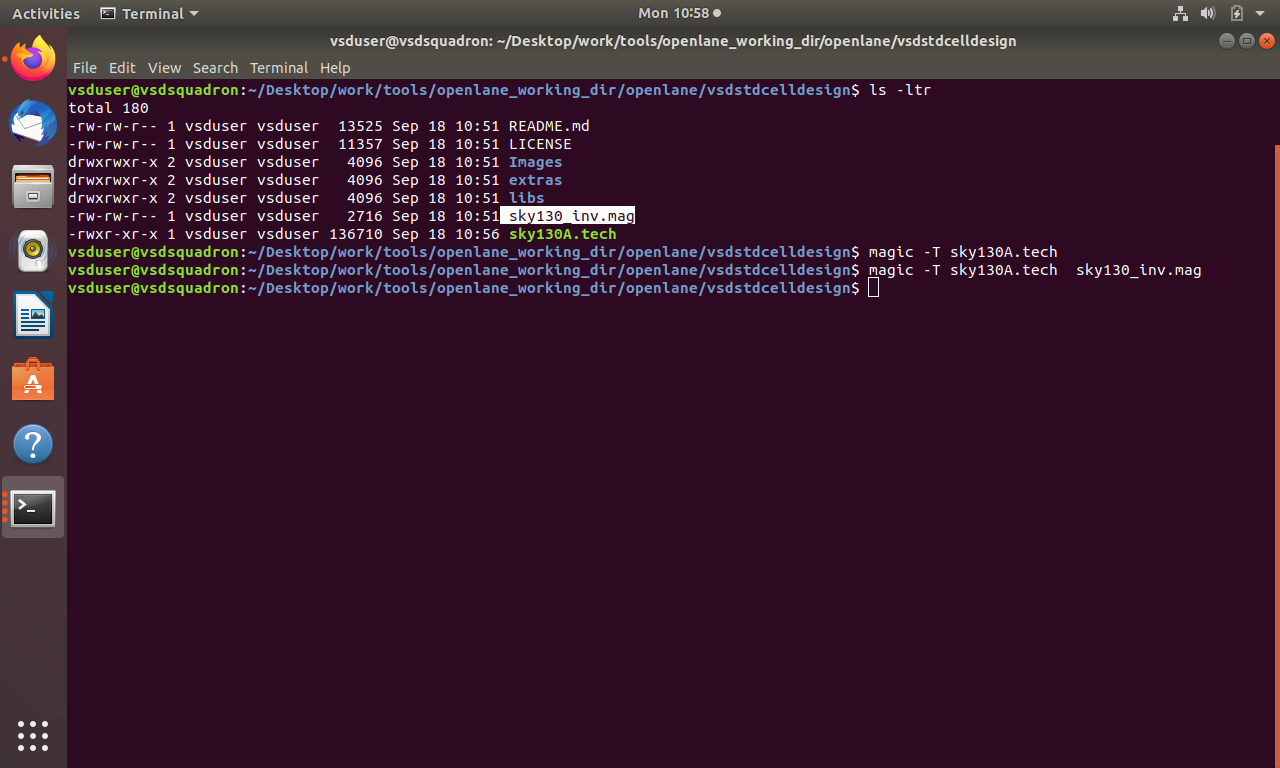 Activities Terminal Mon 10:58
vsduser@vsdsquadron: ~/Desktop/work/tools/openlane_working_dir/openlane/vsdstdcelldesign
File Edit View Search Terminal Help
vsduser@vsdsquadron:~/Desktop/work/tools/openlane_working_dir/openlane/vsdstdcelldesign$ ls -ltr
total 180
-rw-rw-r-- 1 vsduser vsduser  13525 Sep 18 10:51 README.md
-rw-rw-r-- 1 vsduser vsduser  11357 Sep 18 10:51 LICENSE
drwxrwxr-x 2 vsduser vsduser   4096 Sep 18 10:51 Images
drwxrwxr-x 2 vsduser vsduser   4096 Sep 18 10:51 extras
drwxrwxr-x 2 vsduser vsduser   4096 Sep 18 10:51 libs
-rw-rw-r-- 1 vsduser vsduser   2716 Sep 18 10:51 sky130_inv.mag
-rwxr-xr-x 1 vsduser vsduser 136710 Sep 18 10:56 sky130A.tech
vsduser@vsdsquadron:~/Desktop/work/tools/openlane_working_dir/openlane/vsdstdcelldesign$ magic -T sky130A.tech
vsduser@vsdsquadron:~/Desktop/work/tools/openlane_working_dir/openlane/vsdstdcelldesign$ magic -T sky130A.tech  sky130_inv.mag
vsduser@vsdsquadron:~/Desktop/work/tools/openlane_working_dir/openlane/vsdstdcelldesign$